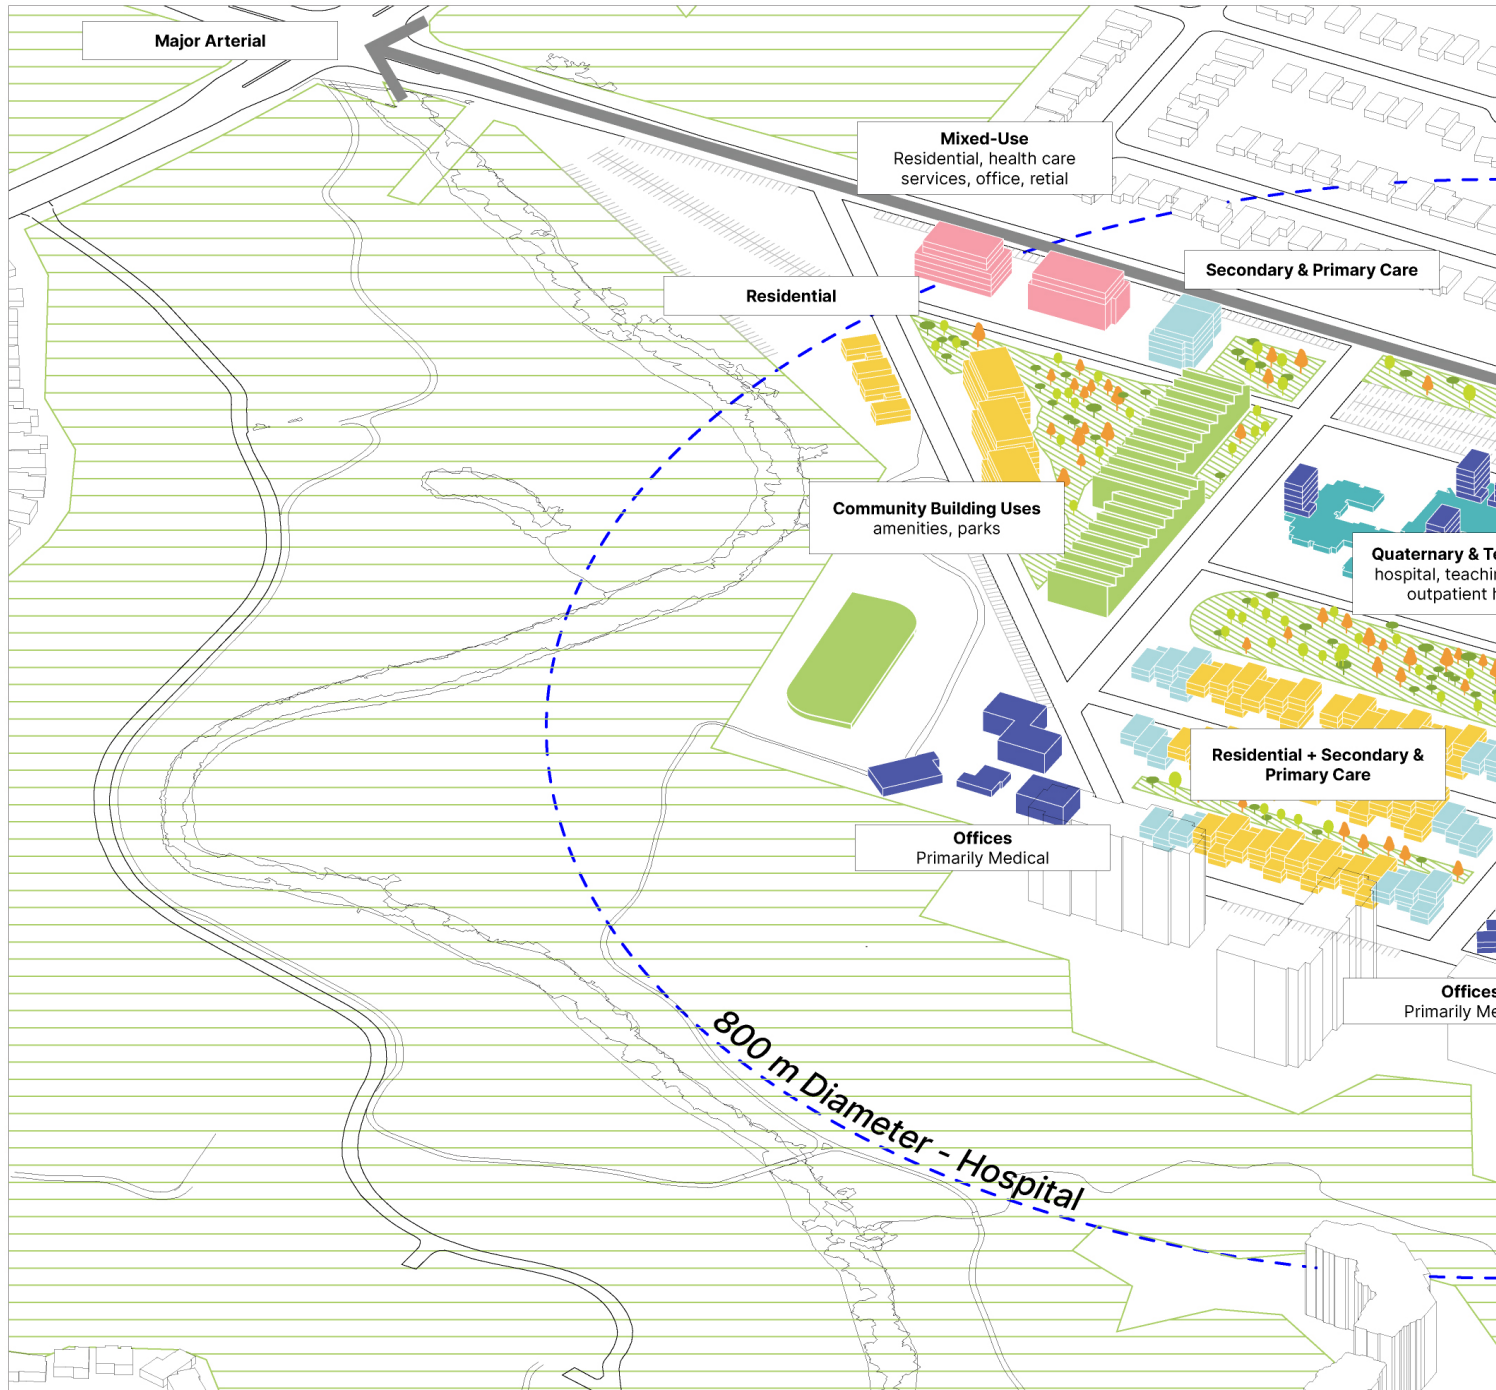 Major Arterial
Mixed-Use
Residential, health care
services, office, retial
Secondary & Primary Care
Residential
Community Building Uses
amenities, parks
Quaternary & Te
hospital, teachin
outpatient h
Residential + Secondary &
Primary Care
Offices
Primarily Medical
Offices
Primarily Me
800 m Diameter - Hospital